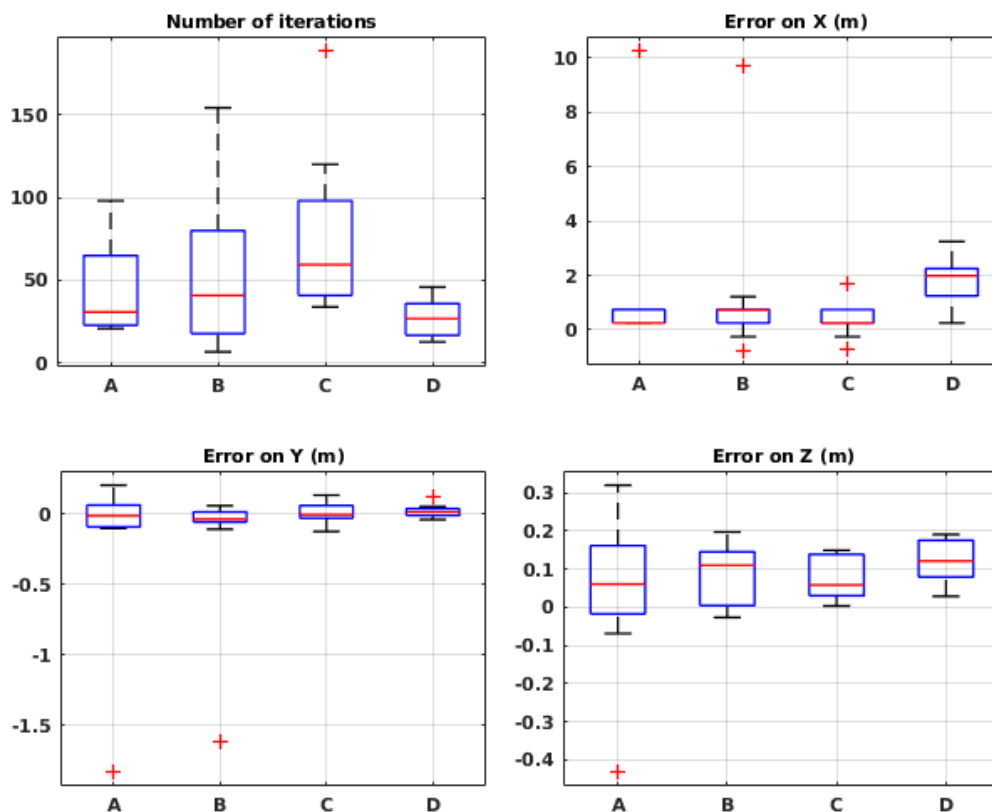 Number of iterations
150
100
50
0
A B C D
Error on X (m)
10
8
6
4
2
0
A B C D
Error on Y (m)
0
-0.5
-1
-1.5
A B C D
Error on Z (m)
0.3
0.2
0.1
0
-0.1
-0.2
-0.3
-0.4
A B C D